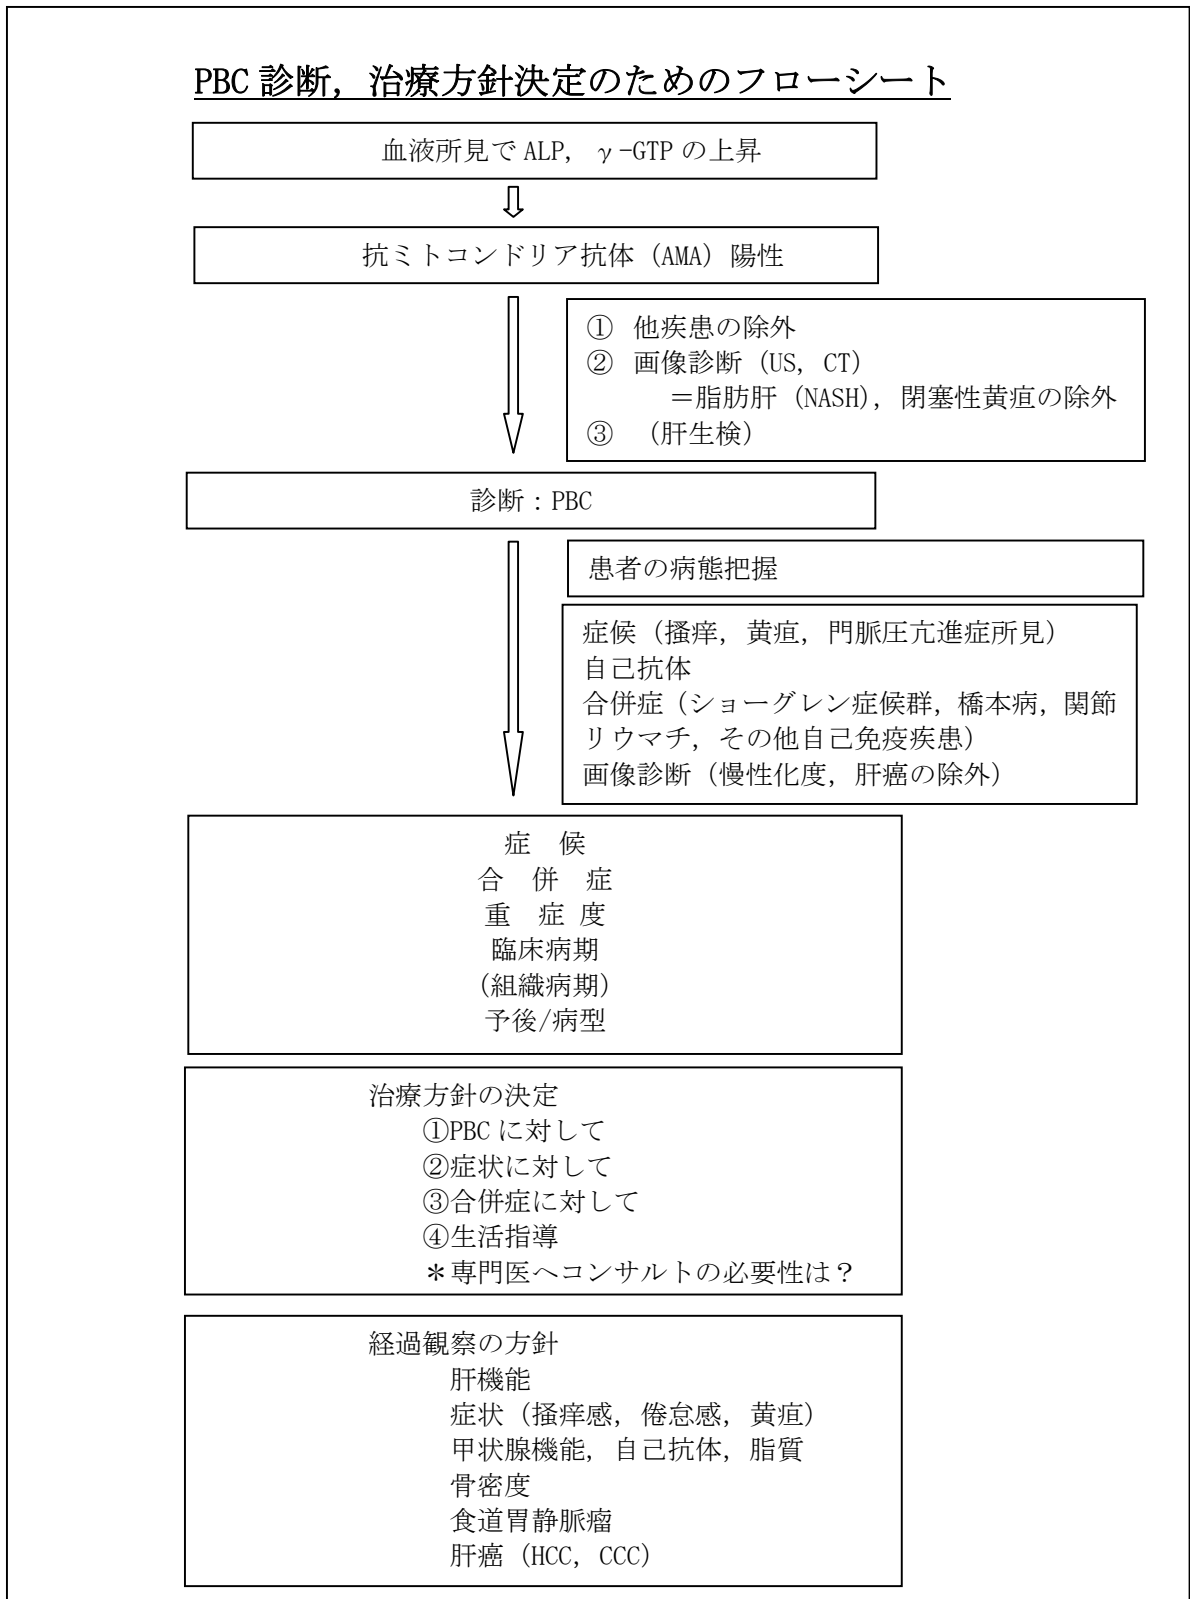 PBC 診断，治療方針決定のためのフローシート
血液所見で ALP，γ-GTP の上昇
抗ミトコンドリア抗体（AMA）陽性
① 他疾患の除外
② 画像診断（US，CT）
＝脂肪肝（NASH），閉塞性黄疸の除外
③ （肝生検）
診断：PBC
患者の病態把握
症候（掻痒，黄疸，門脈圧亢進症所見）
自己抗体
合併症（ショーグレン症候群，橋本病，関節
リウマチ，その他自己免疫疾患）
画像診断（慢性化度，肝癌の除外）
症　候
合　併　症
重　症 度
臨床病期
(組織病期)
予後/病型
治療方針の決定
①PBC に対して
②症状に対して
③合併症に対して
④生活指導
＊専門医へコンサルトの必要性は？
経過観察の方針
肝機能
症状（掻痒感，倦怠感，黄疸）
甲状腺機能，自己抗体，脂質
骨密度
食道胃静脈瘤
肝癌（HCC，CCC）